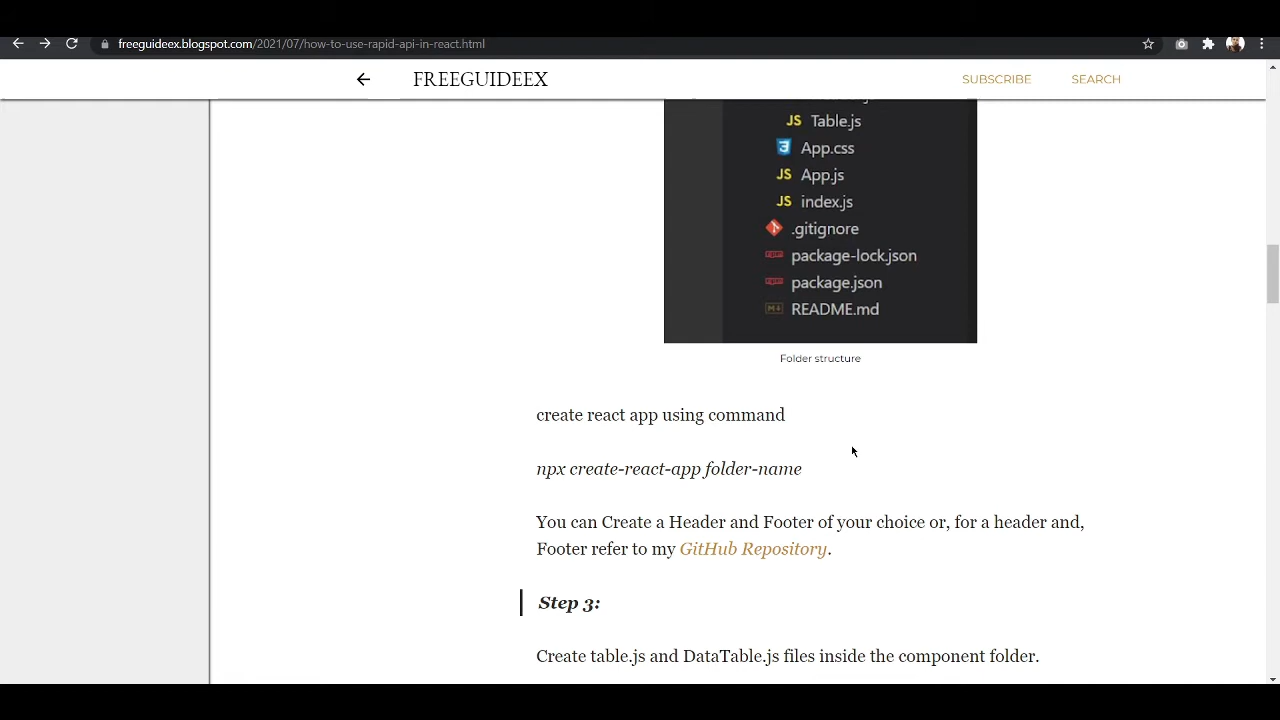 freeguideex.blogspot.com/2021/07/how-to-use-rapid-api-in-react.html
FREEGUIDEEX
SUBSCRIBE
SEARCH
JS Table.js
3 App.css
JS App.js
JS index.js
.gitignore
package-lock.json
package.json
README.md
Folder structure
create react app using command
npx create-react-app folder-name
You can Create a Header and Footer of your choice or, for a header and,
Footer refer to my GitHub Repository.
Step 3:
Create table.js and DataTable.js files inside the component folder.